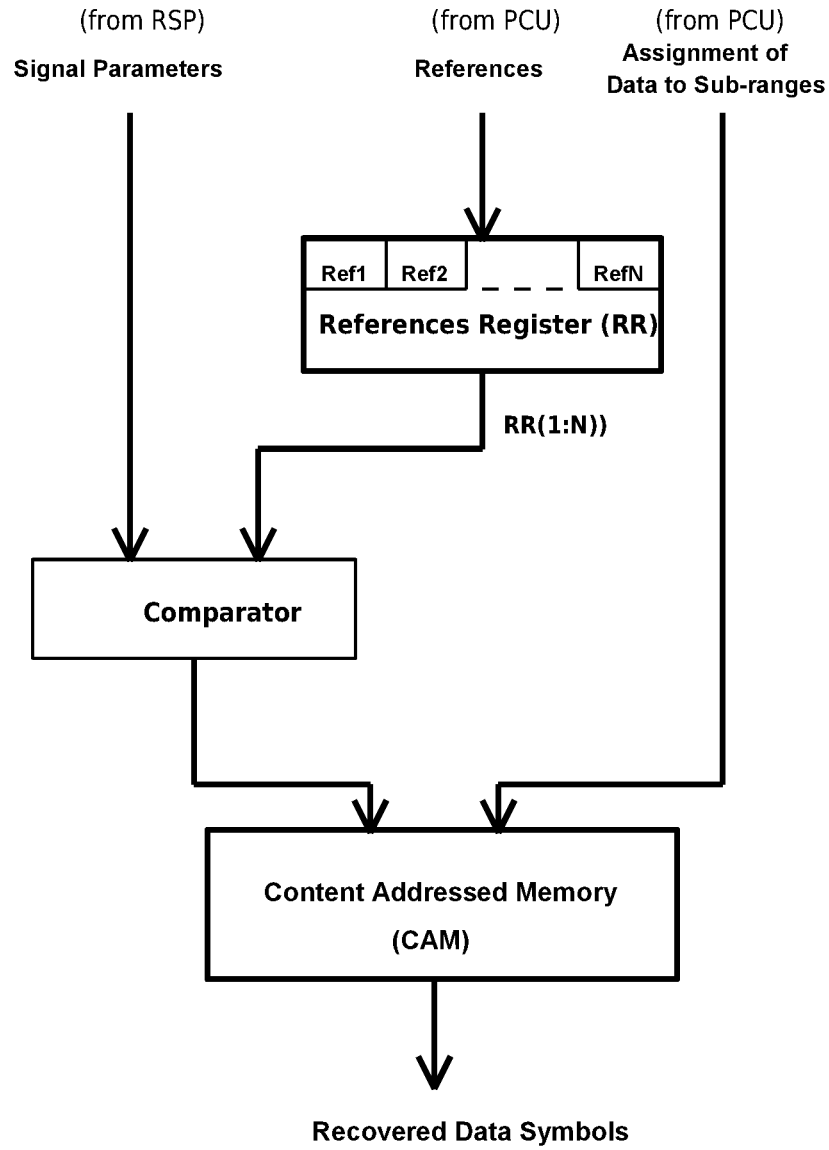 (from RSP)
Signal Parameters
(from PCU)
References
(from PCU)
Assignment of
Data to Sub-ranges
Ref1
Ref2
RefN
References Register (RR)
RR(1:N))
Comparator
Content Addressed Memory
(CAM)
Recovered Data Symbols